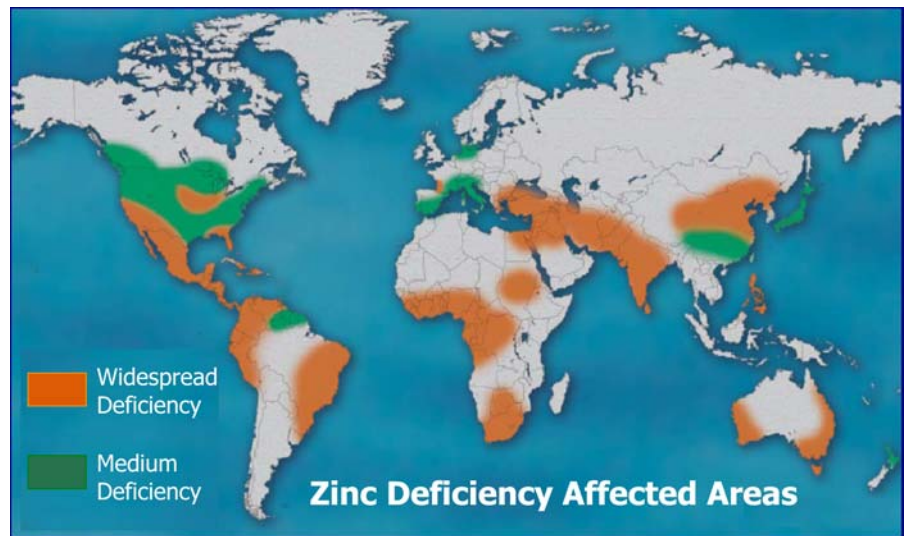 Widespread
Deficiency
Medium
Deficiency
Zinc Deficiency Affected Areas